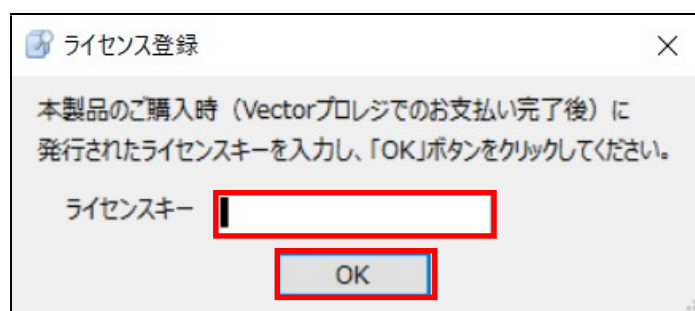 ライセンス登録
本製品のご購入時（Vectorプロレジでのお支払い完了後）に
発行されたライセンスキーを入力し、「OK」ボタンをクリックしてください。
ライセンスキー
OK